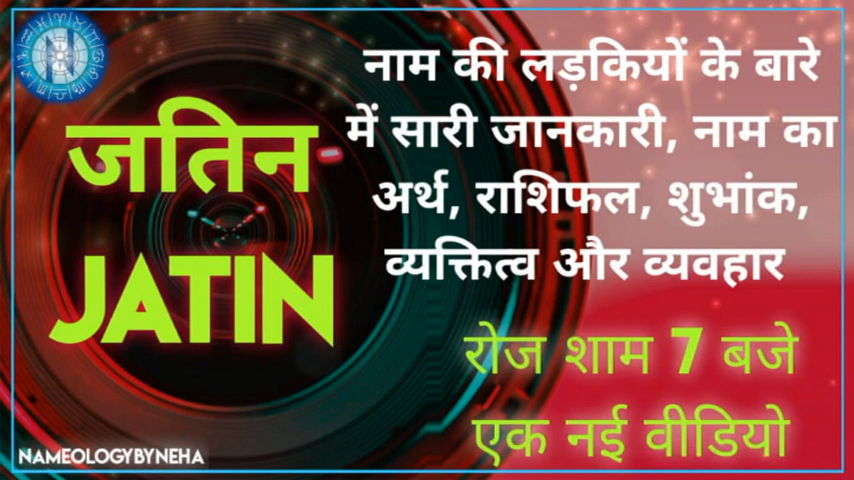 जतिन
JATIN
नाम की लड़कियों के बारे
में सारी जानकारी, नाम का
अर्थ, राशिफल, शुभांक,
व्यक्तित्व और व्यवहार
रोज शाम 7 बजे
एक नई वीडियो
NAMEOLOGYBYNEHA
N